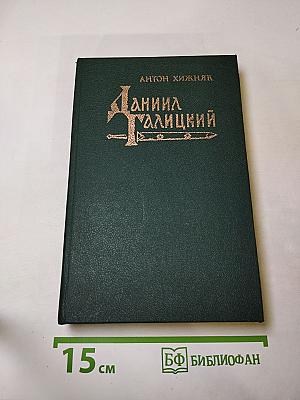 АНТОН ХИЖНЯК
ДАНИИЛ
ГАЛИЦКИЙ
15 см
БФ БИБЛИОФАН